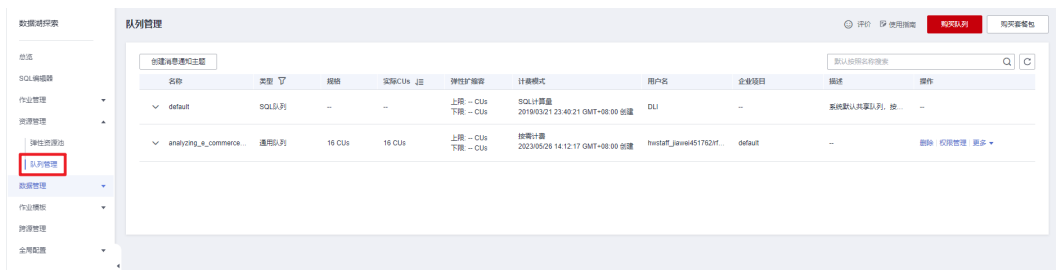 数据湖探索
队列管理
评价
使用指南
购买队列
购买套餐包
总览
SQL编辑器
作业管理
资源管理
弹性资源池
队列管理
数据管理
作业模板
跨源管理
全局配置
创建消息通知主题
默认按照名称搜索
名称 类型 规格 实际CUs 弹性扩缩容 计费模式 用户名 企业项目 描述 操作
default SQL队列 -- -- 上限: -- CUs SQL计算量 DLI -- 系统默认共享队列，按... --
下限: -- CUs 2019/03/21 23:40:21 GMT+08:00 创建
analyzing_e_commerce... 通用队列 16 CUs 16 CUs 上限: -- CUs 按需计费 hwstaff_jiawei451762/rf... default -- 删除 权限管理 更多
下限: -- CUs 2023/05/26 14:12:17 GMT+08:00 创建